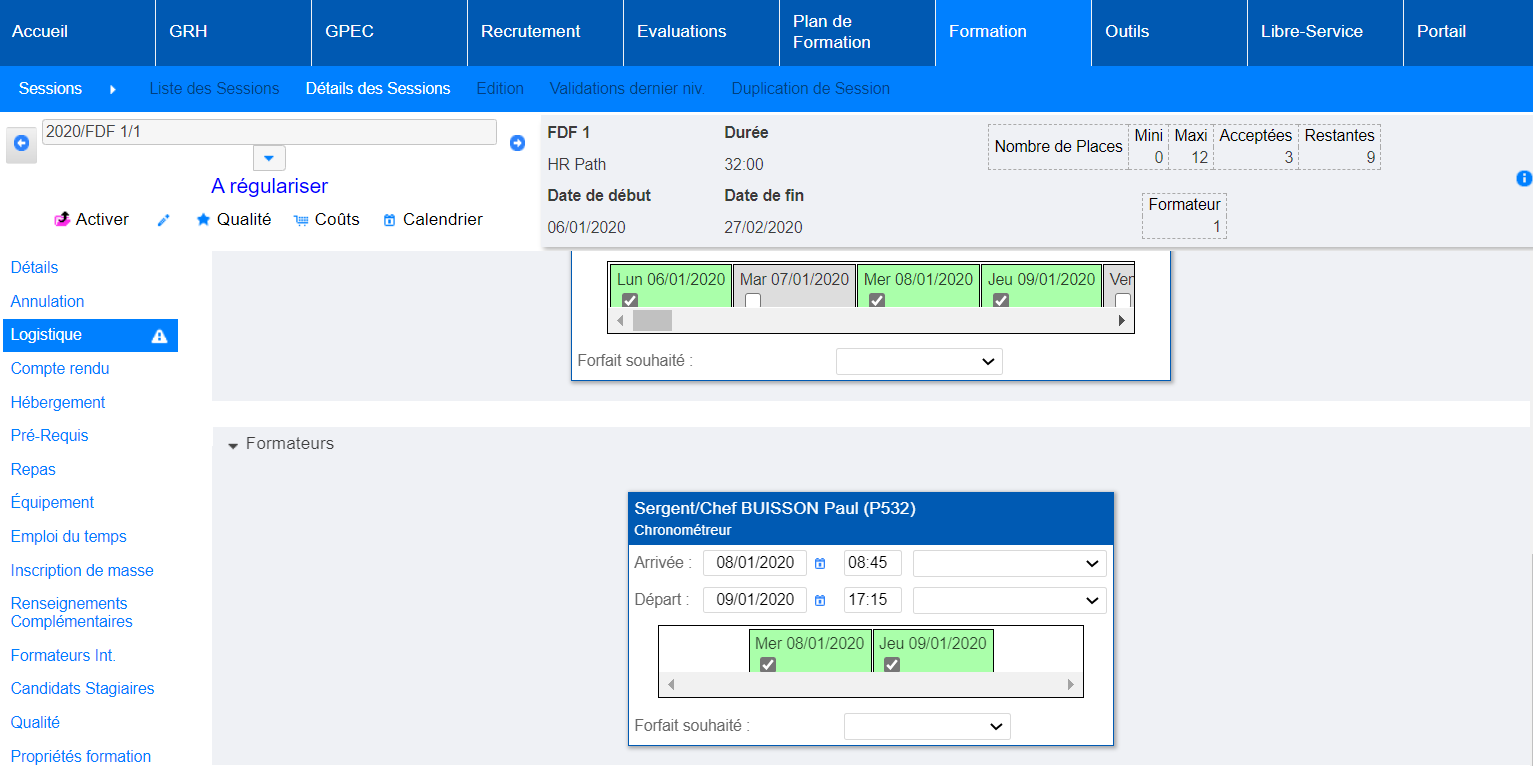 Accueil
GRH
GPEC
Recrutement
Evaluations
Plan de
Formation
Formation
Outils
Libre-Service
Portail
Sessions
Liste des Sessions
Détails des Sessions
Edition
Validations dernier niv.
Duplication de Session
2020/FDF 1/1
A régulariser
Activer
Qualité
Coûts
Calendrier
FDF 1
Durée
HR Path
32:00
Date de début
Date de fin
06/01/2020
27/02/2020
Nombre de Places
Mini
Maxi
Acceptées
Restantes
0
12
3
9
Formateur
1
Détails
Annulation
Logistique
Compte rendu
Hébergement
Pré-Requis
Repas
Équipement
Emploi du temps
Inscription de masse
Renseignements
Complémentaires
Formateurs Int.
Candidats Stagiaires
Qualité
Propriétés formation
Lun 06/01/2020
Mar 07/01/2020
Mer 08/01/2020
Jeu 09/01/2020
Ven
Forfait souhaité :
Formateurs
Sergent/Chef BUISSON Paul (P532)
Chronométreur
Arrivée : 08/01/2020 08:45
Départ : 09/01/2020 17:15
Mer 08/01/2020
Jeu 09/01/2020
Forfait souhaité :